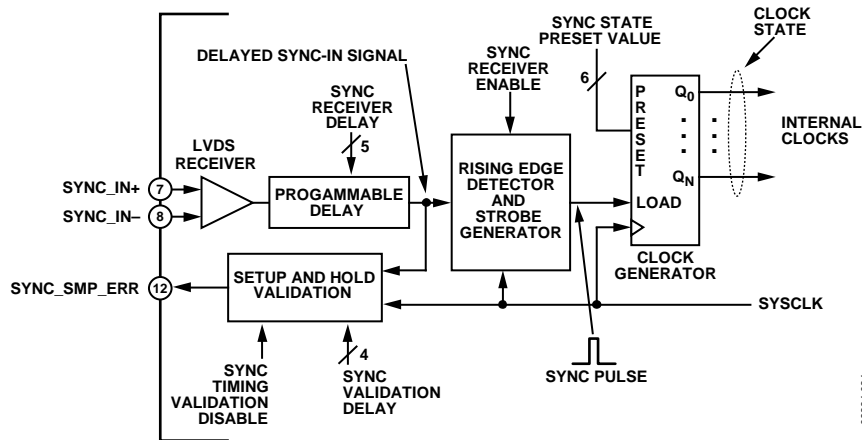 SYNC STATE
PRESET VALUE
CLOCK
STATE
DELAYED SYNC-IN SIGNAL
SYNC
RECEIVER
ENABLE
6
SYNC
RECEIVER
DELAY
5
LVDS
RECEIVER
PRESET
Q0
QN
INTERNAL
CLOCKS
SYNC_IN+
7
SYNC_IN–
8
PROGAMMABLE
DELAY
RISING EDGE
DETECTOR
AND
STROBE
GENERATOR
LOAD
CLOCK
GENERATOR
SYNC_SMP_ERR
12
SETUP AND HOLD
VALIDATION
SYSCLK
SYNC
TIMING
VALIDATION
DISABLE
4
SYNC
VALIDATION
DELAY
SYNC PULSE